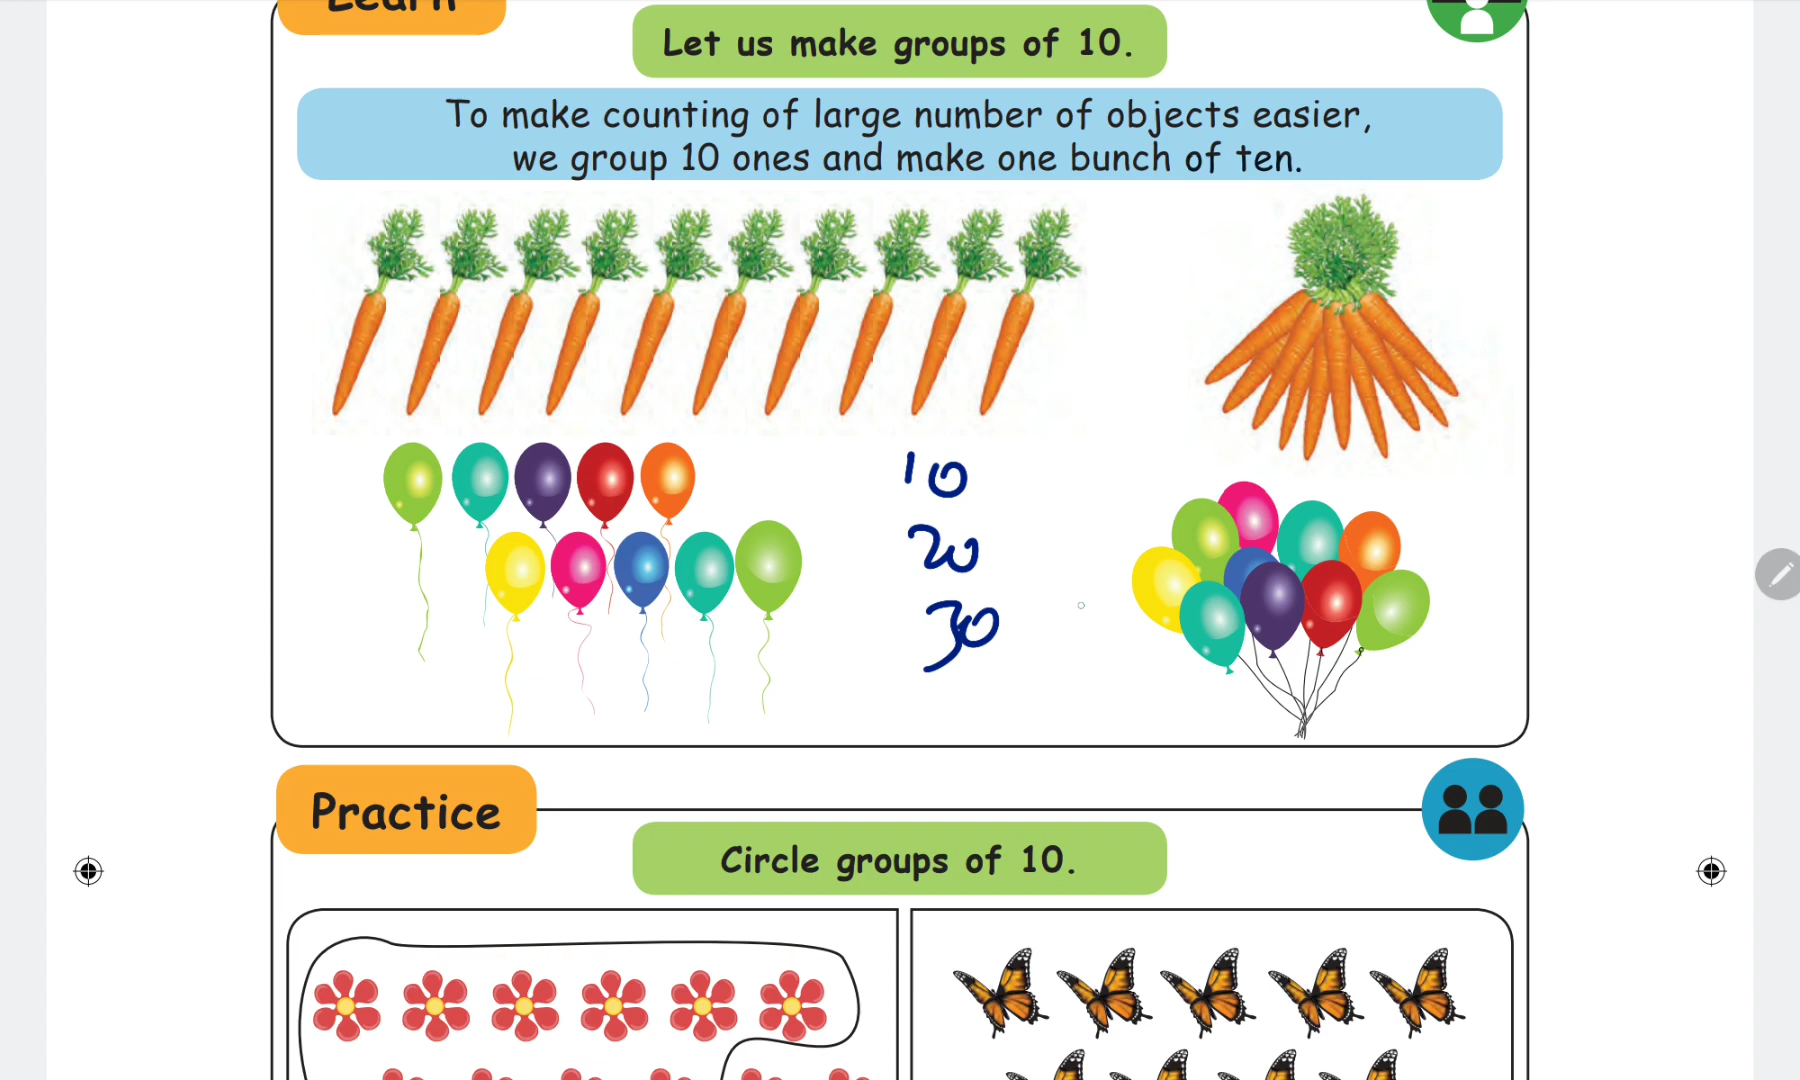 Learn
Let us make groups of 10.
To make counting of large number of objects easier,
we group 10 ones and make one bunch of ten.
10
20
30
Practice
Circle groups of 10.